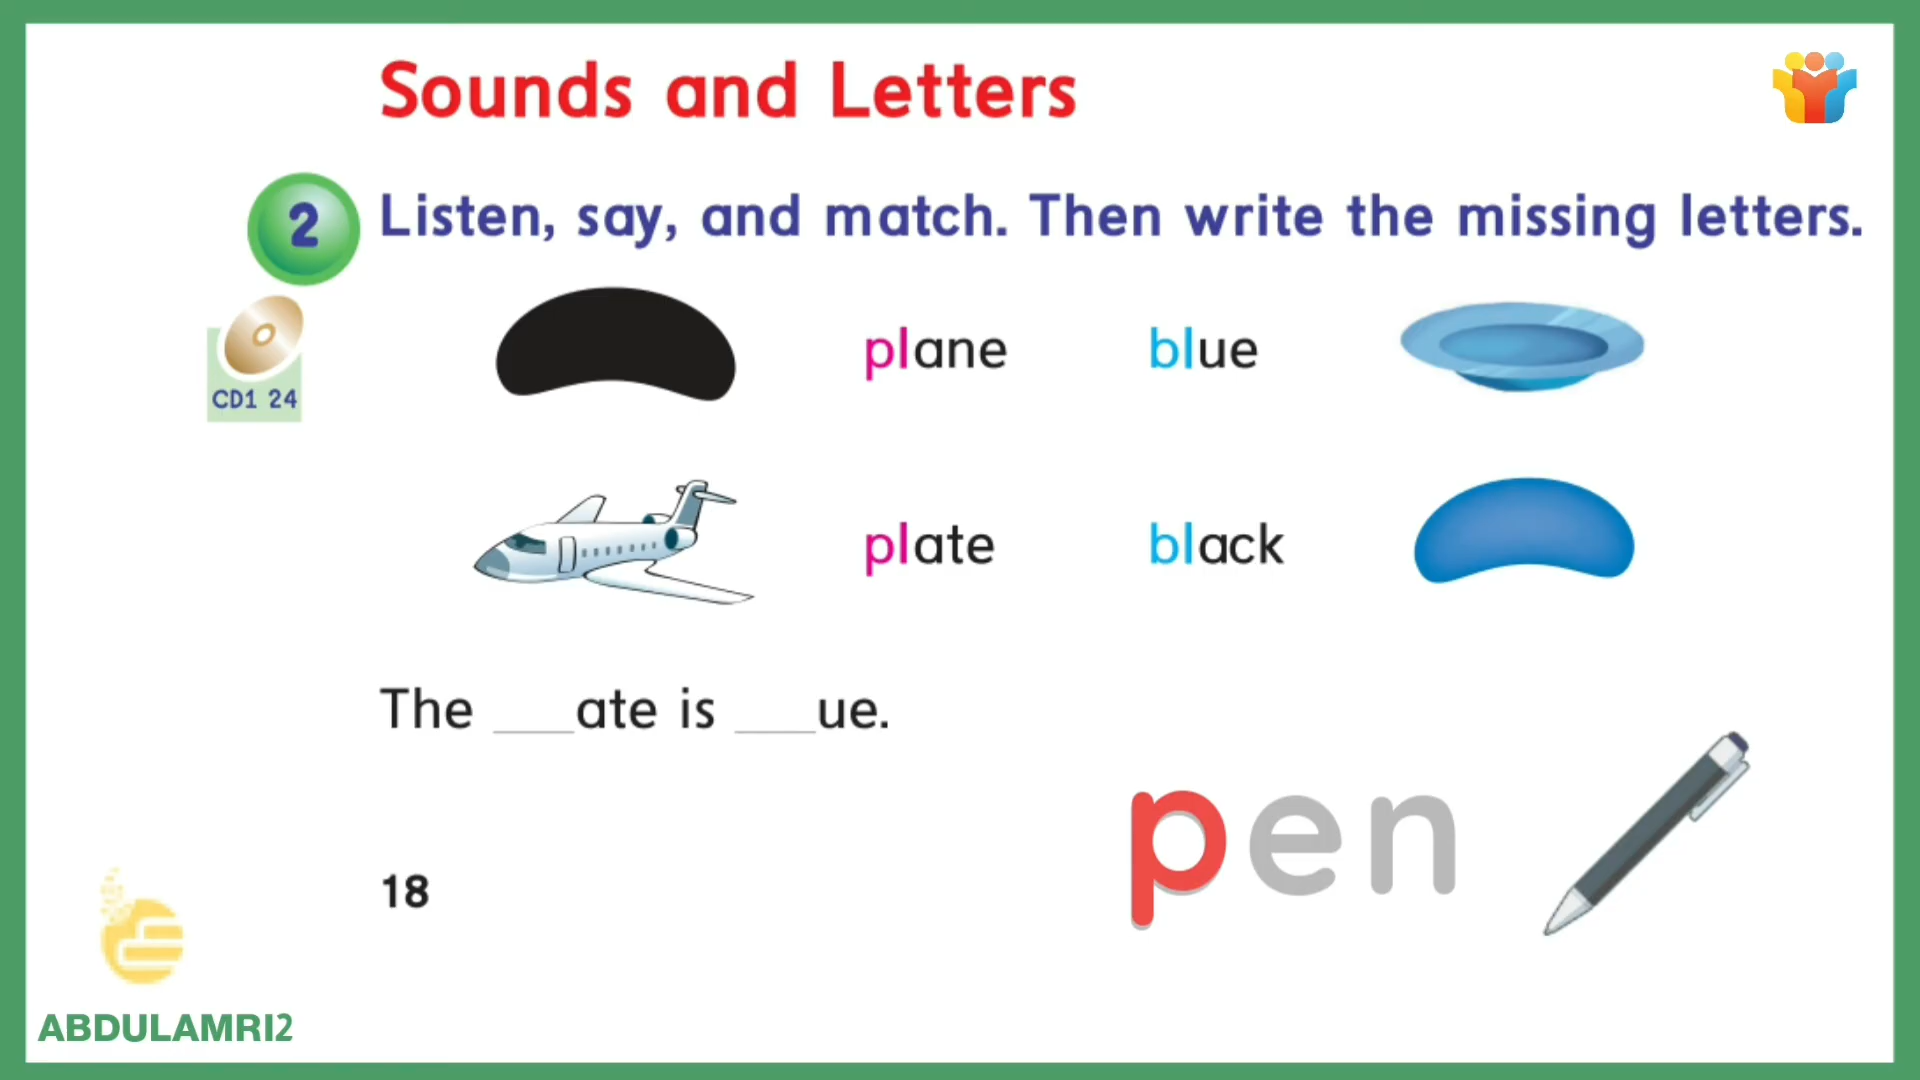 Sounds and Letters
2 Listen, say, and match. Then write the missing letters.
CD1 24
plane blue
plate black
The ___ate is ___ue.
pen
18
ABDULAMRI2